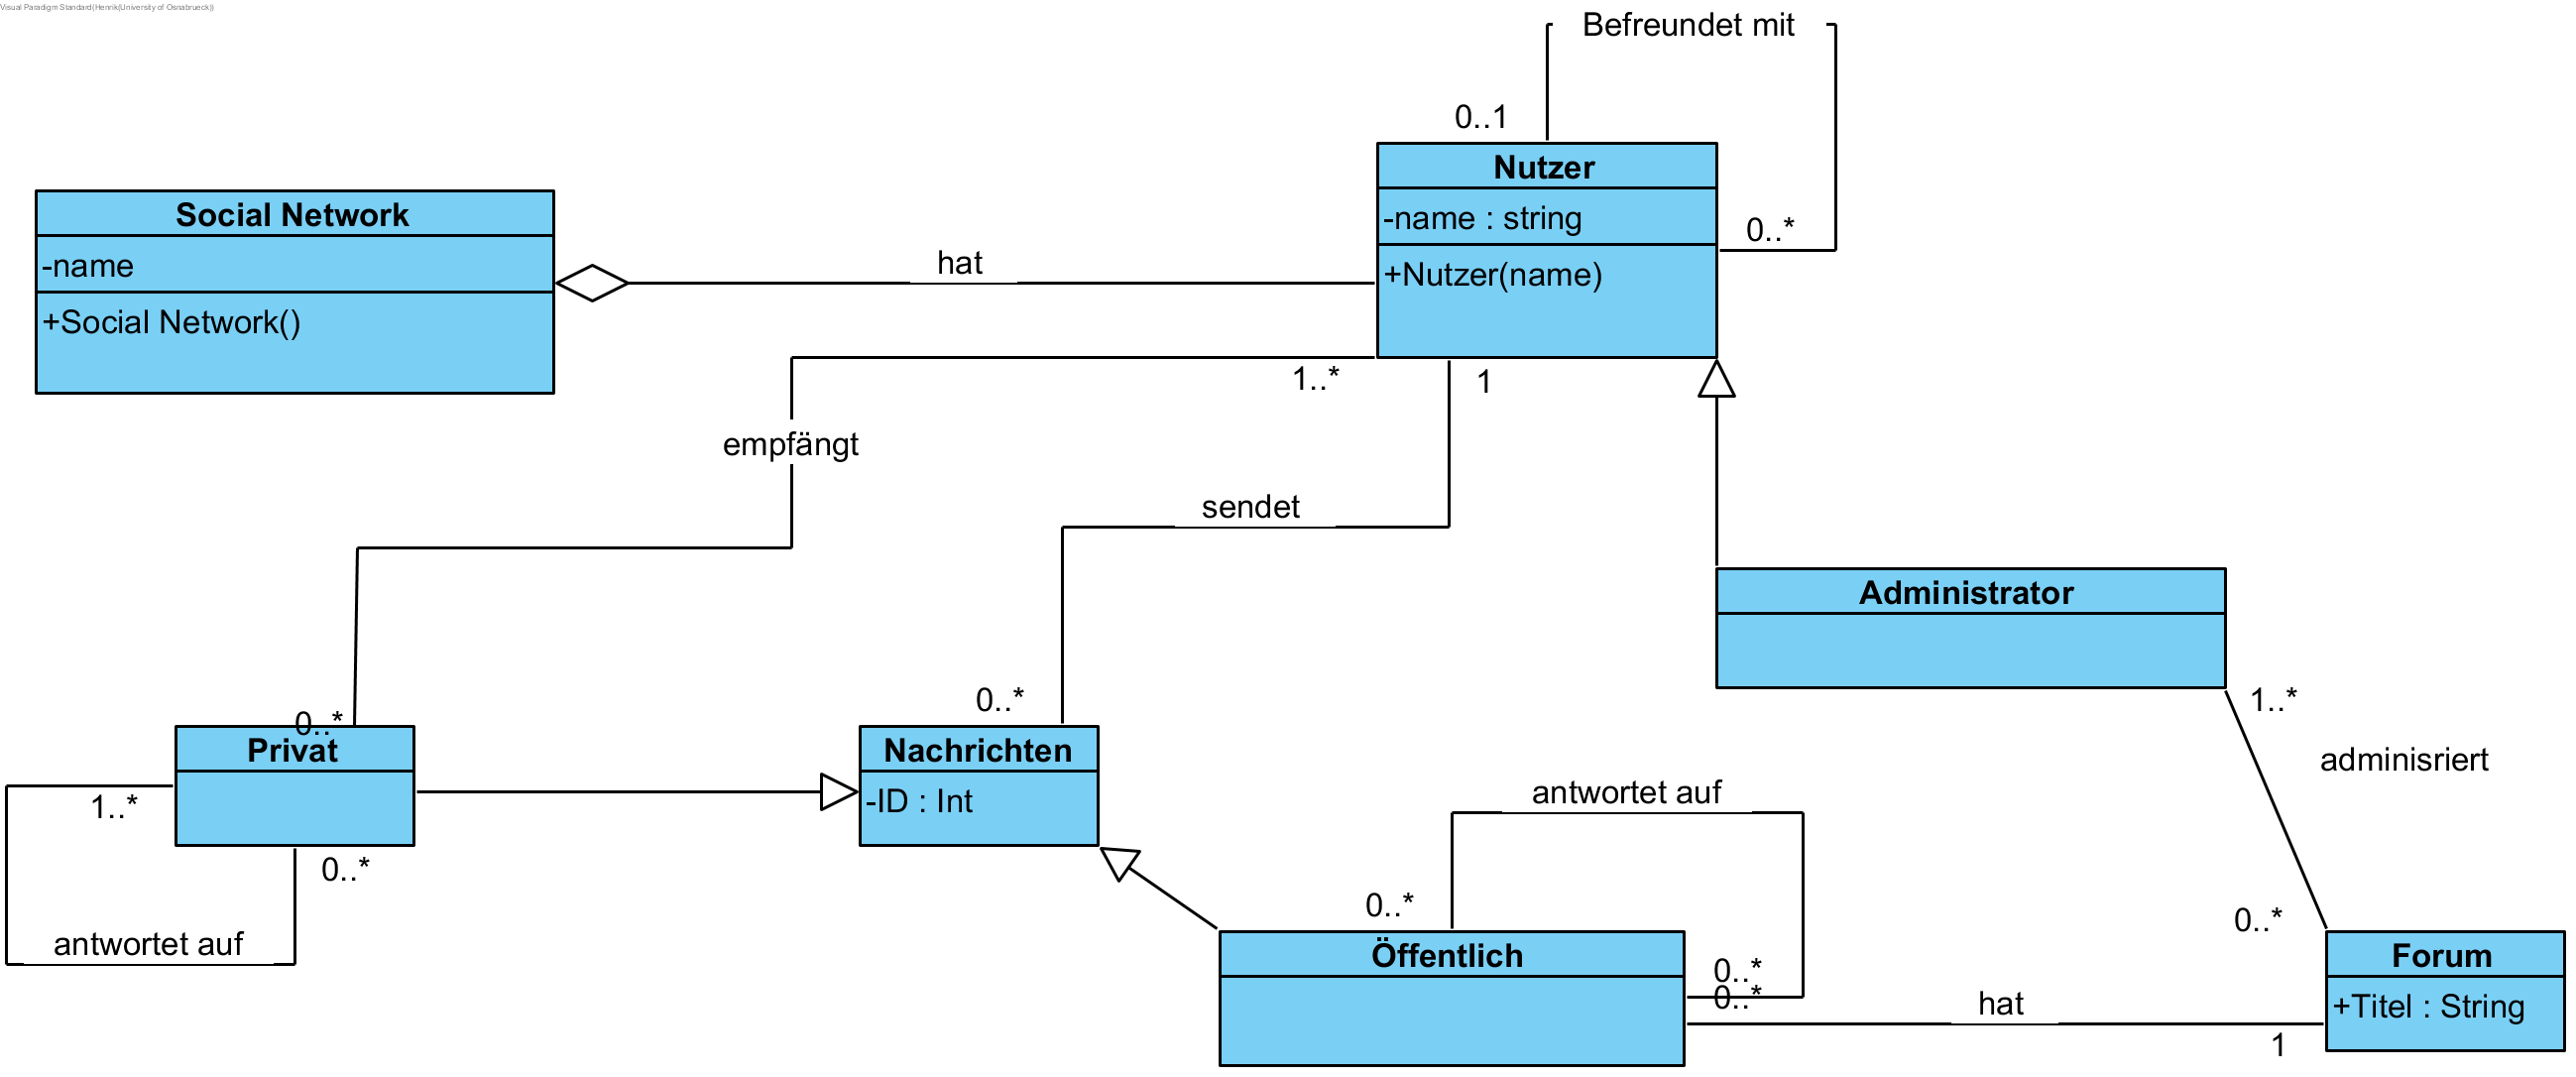 Visual Paradigm Standard(Henrik(University of Osnabrueck))
Befreundet mit
0..1
Nutzer
-name : string
+Nutzer(name)
0..*
Social Network
-name
+Social Network()
hat
1..*
1
empfängt
sendet
Administrator
1..*
adminisriert
0..*
0..*
Privat
1..*
0..*
antwortet auf
Nachrichten
-ID : Int
antwortet auf
0..*
Öffentlich
0..*
0..*
hat
1
0..*
Forum
+Titel : String